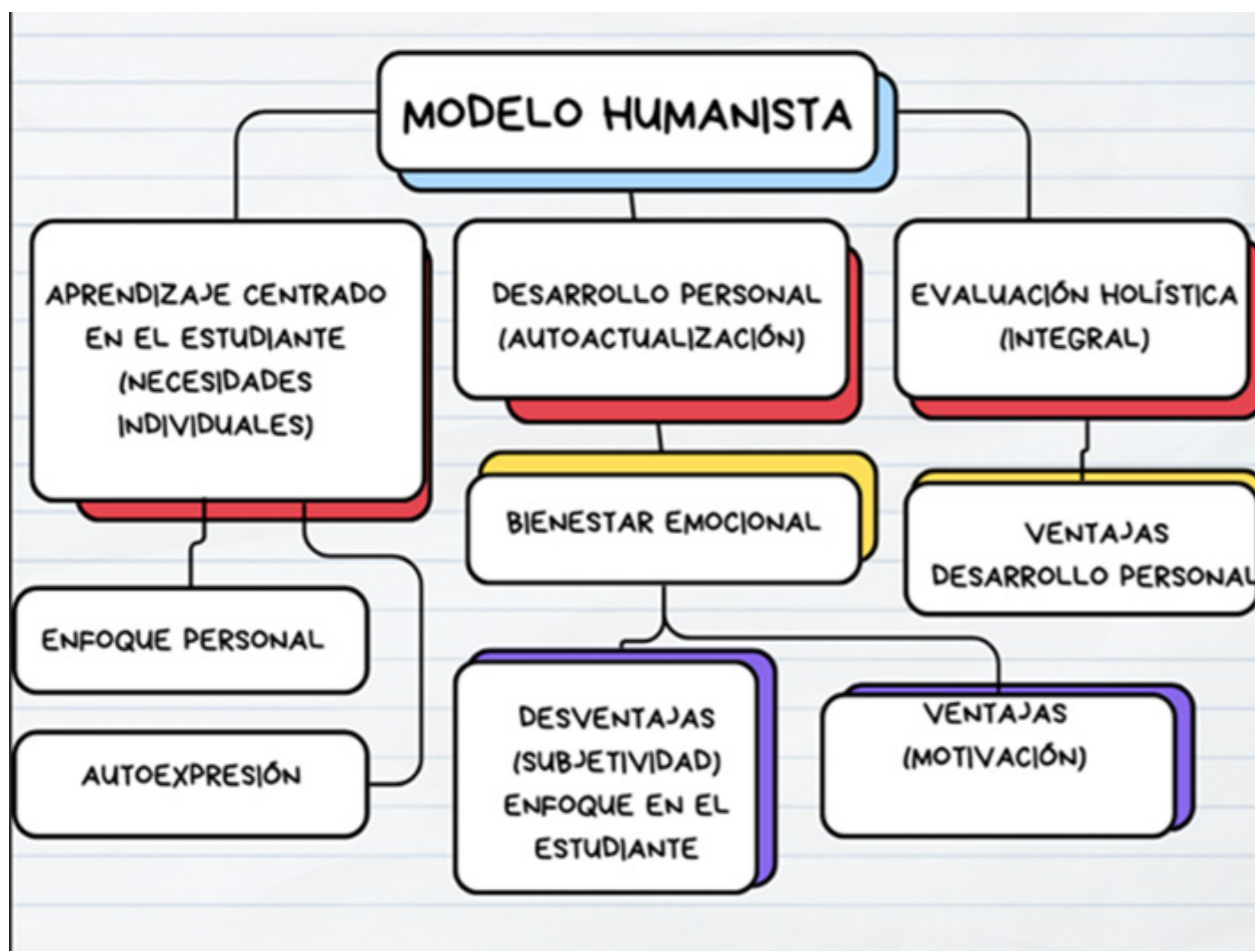 MODELO HUMANISTA
APRENDIZAJE CENTRADO
EN EL ESTUDIANTE
(NECESIDADES
INDIVIDUALES)
DESARROLLO PERSONAL
(AUTOACTUALIZACIÓN)
EVALUACIÓN HOLÍSTICA
(INTEGRAL)
BIENESTAR EMOCIONAL
VENTAJAS
DESARROLLO PERSONAL
ENFOQUE PERSONAL
AUTOEXPRESIÓN
DESVENTAJAS
(SUBJETIVIDAD)
ENFOQUE EN EL
ESTUDIANTE
VENTAJAS
(MOTIVACIÓN)